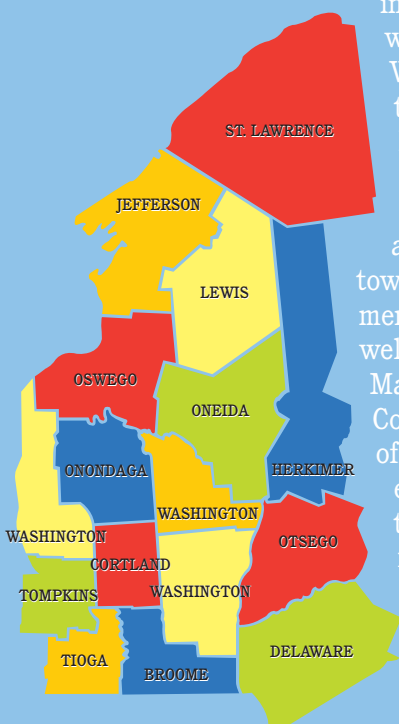 ST. LAWRENCE
JEFFERSON
LEWIS
OSWEGO
ONEIDA
ONONDAGA
HERKIMER
WASHINGTON
WASHINGTON
OTSEGO
CORTLAND
WASHINGTON
TOMPKINS
DELAWARE
TIOGA
BROOME